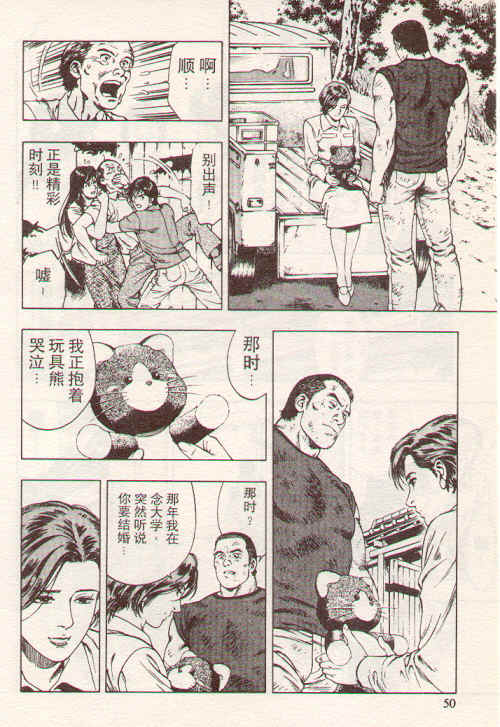 啊…
顺…
别出声！
正是精彩
时刻!!
嘘-
那时…
我正抱着
玩具熊
哭泣…
那时?
那年我在
念大学，
突然听说
你要结婚…
50